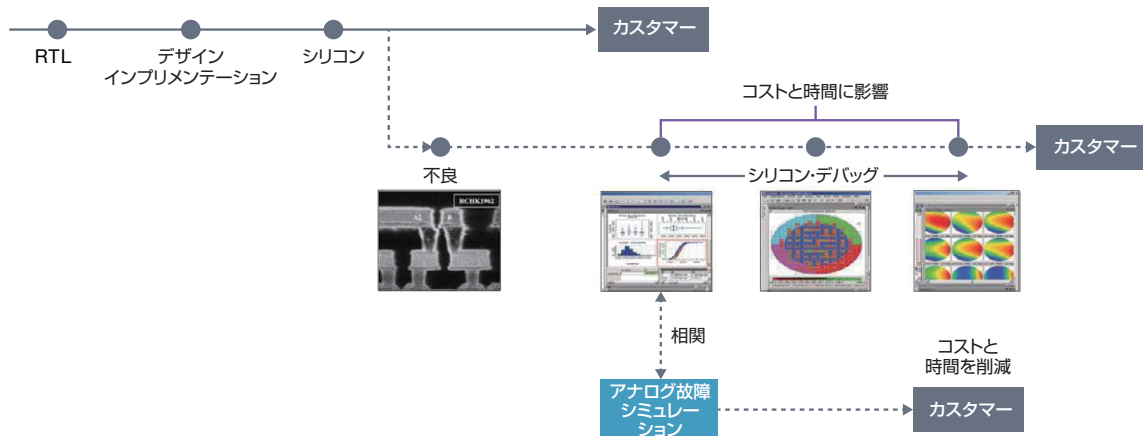 カスタマー
RTL
デザイン
インプリメンテーション
シリコン
コストと時間に影響
カスタマー
不良
シリコン・デバッグ
RCHK1962
A2
B
相関
コストと
時間を削減
アナログ故障
シミュレー
ション
カスタマー